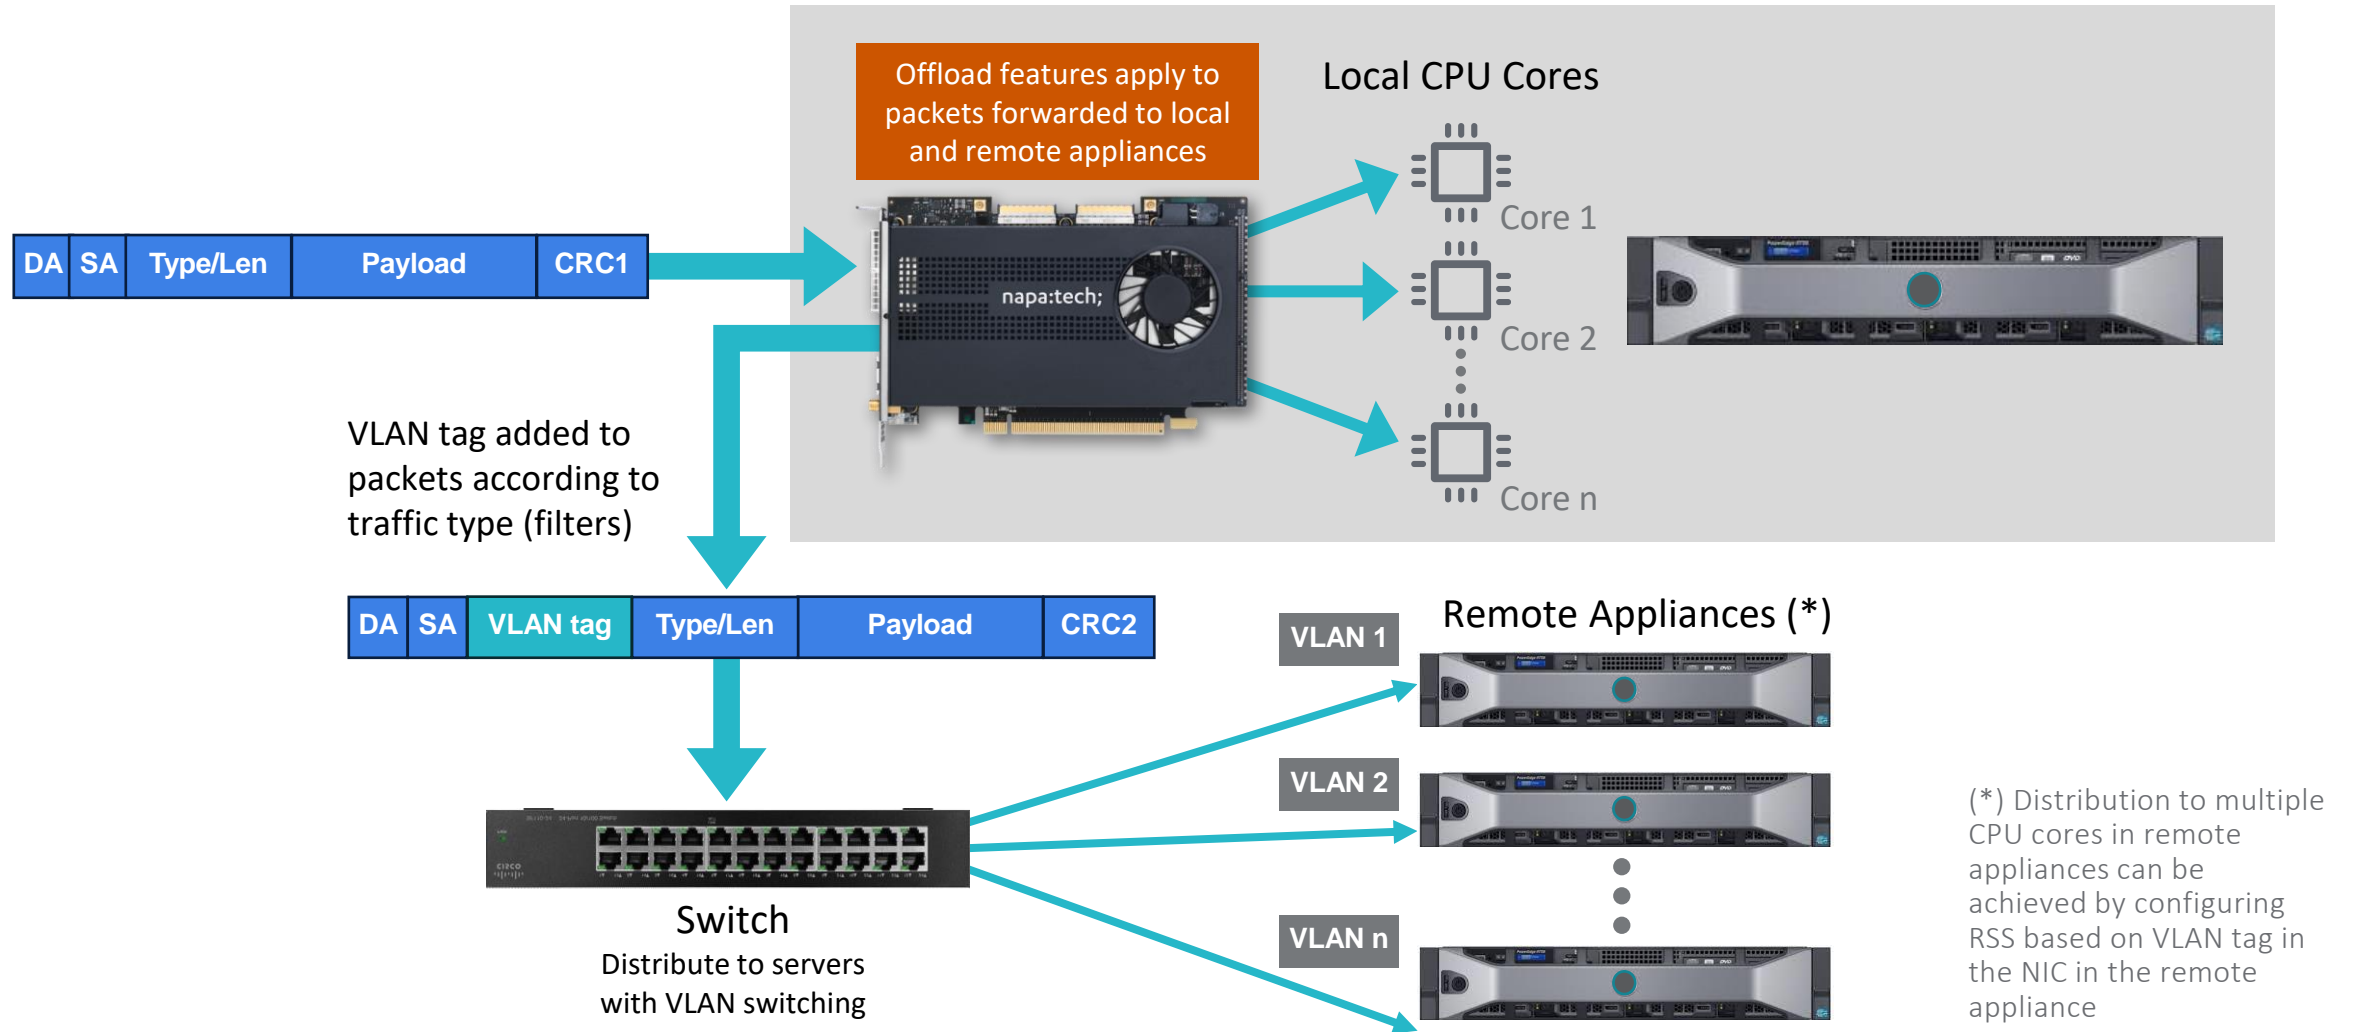 Offload features apply to
packets forwarded to local
and remote appliances
Local CPU Cores
Core 1
Core 2
Core n
DA SA Type/Len Payload CRC1
napa:tech;
VLAN tag added to
packets according to
traffic type (filters)
DA SA VLAN tag Type/Len Payload CRC2
Remote Appliances (*)
VLAN 1
VLAN 2
VLAN n
CISCO
Switch
Distribute to servers
with VLAN switching
(*) Distribution to multiple
CPU cores in remote
appliances can be
achieved by configuring
RSS based on VLAN tag in
the NIC in the remote
appliance